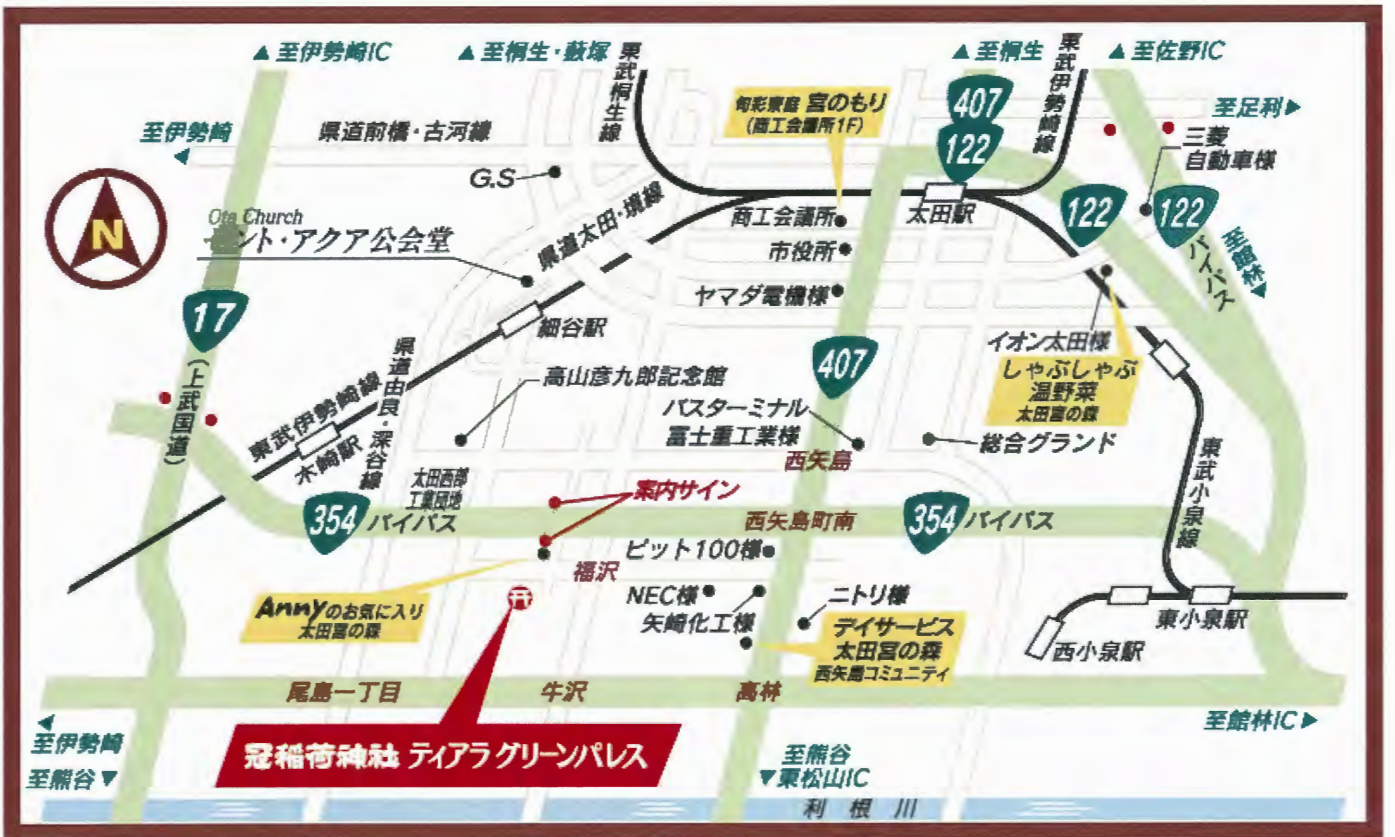 ▲至伊勢崎IC
▲至桐生・藪塚
東武桐生線
▲至桐生
東武伊勢崎線
▲至佐野IC
至伊勢崎
県道前橋・古河線
旬彩寮庭 宮のもり
(商工会議所1F)
407
122
至足利▶
三菱
自動車様
G.S
N
Ota Church
セント・アクア公会堂
県道太田・境線
商工会議所
太田駅
122
122
バイパス
至館林
市役所
ヤマダ電機様
17
(上武国道)
細谷駅
407
イオン太田様
しゃぶしゃぶ
温野菜
太田宮の森
県道由良・深谷線
高山彦九郎記念館
東武伊勢崎線
木崎駅
バスターミナル
富士重工業様
西矢島
総合グランド
東武小泉線
太田西部
工業団地
案内サイン
354 バイパス
西矢島町南
354 バイパス
ピット100様
福沢
Annyのお気に入り
太田宮の森
NEC様
矢崎化工様
ニトリ様
デイサービス
太田宮の森
西矢島コミュニティ
東小泉駅
西小泉駅
尾島一丁目
牛沢
高林
至伊勢崎
至熊谷▼
冠稲荷神社 ティアラグリーンパレス
至熊谷
▼東松山IC
至館林IC▶
利根川